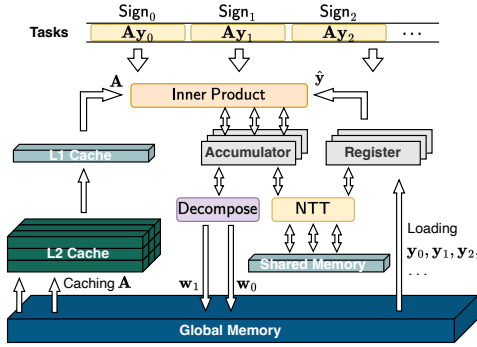 Sign₀ Sign₁ Sign₂
Tasks Ay₀ Ay₁ Ay₂ ...
A ŷ
Inner Product
L1 Cache Accumulator Register
Decompose NTT
Loading
L2 Cache Shared Memory y₀, y₁, y₂,
...
Caching A w₁ w₀
Global Memory